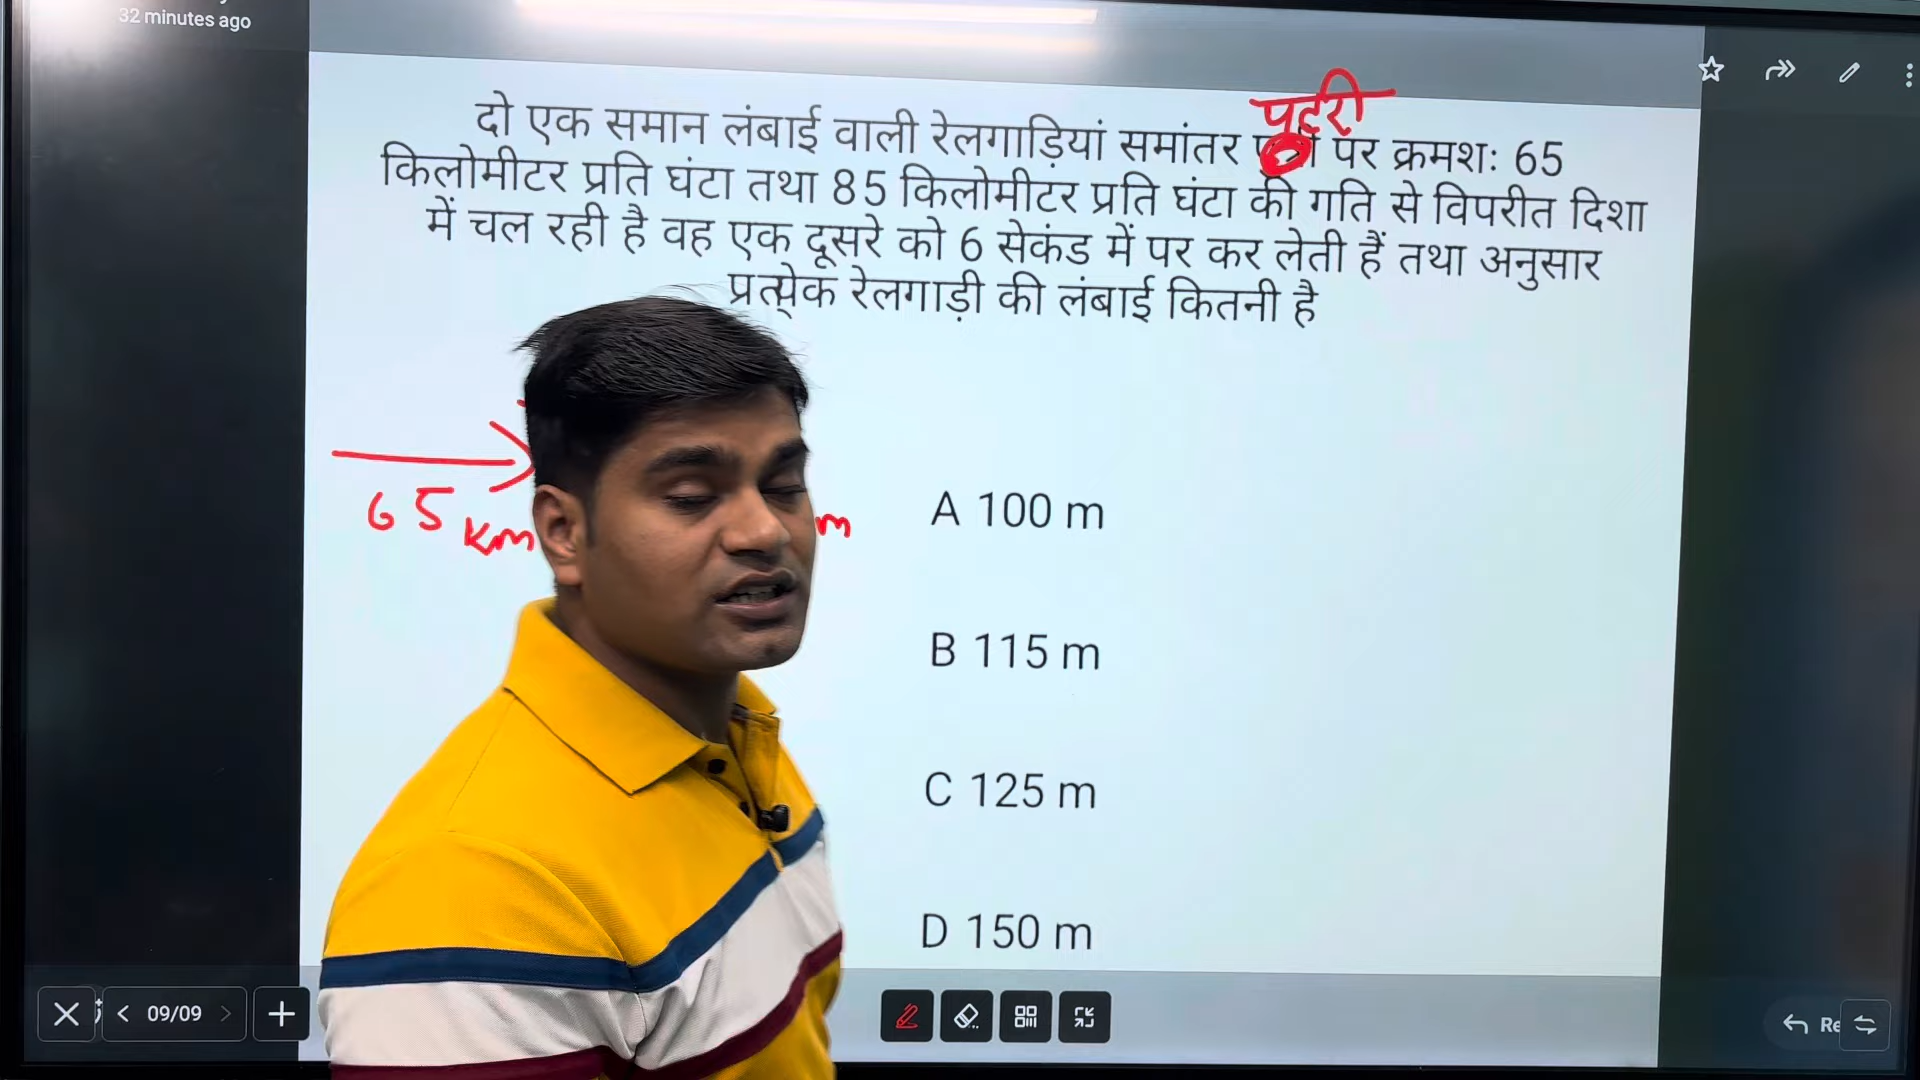 32 minutes ago
पटरी
दो एक समान लंबाई वाली रेलगाड़ियां समांतर पर क्रमशः 65
किलोमीटर प्रति घंटा तथा 85 किलोमीटर प्रति घंटा की गति से विपरीत दिशा
में चल रही है वह एक दूसरे को 6 सेकंड में पर कर लेती हैं तथा अनुसार
प्रत्येक रेलगाड़ी की लंबाई कितनी है
65 Km
m
A 100 m
B 115 m
C 125 m
D 150 m
09/09
Re